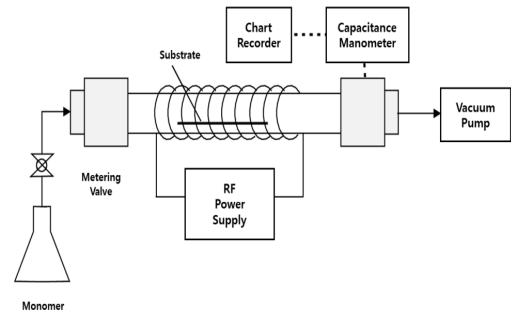 Chart
Recorder
Capacitance
Manometer
Substrate
Vacuum
Pump
Metering
Valve
RF
Power
Supply
Monomer